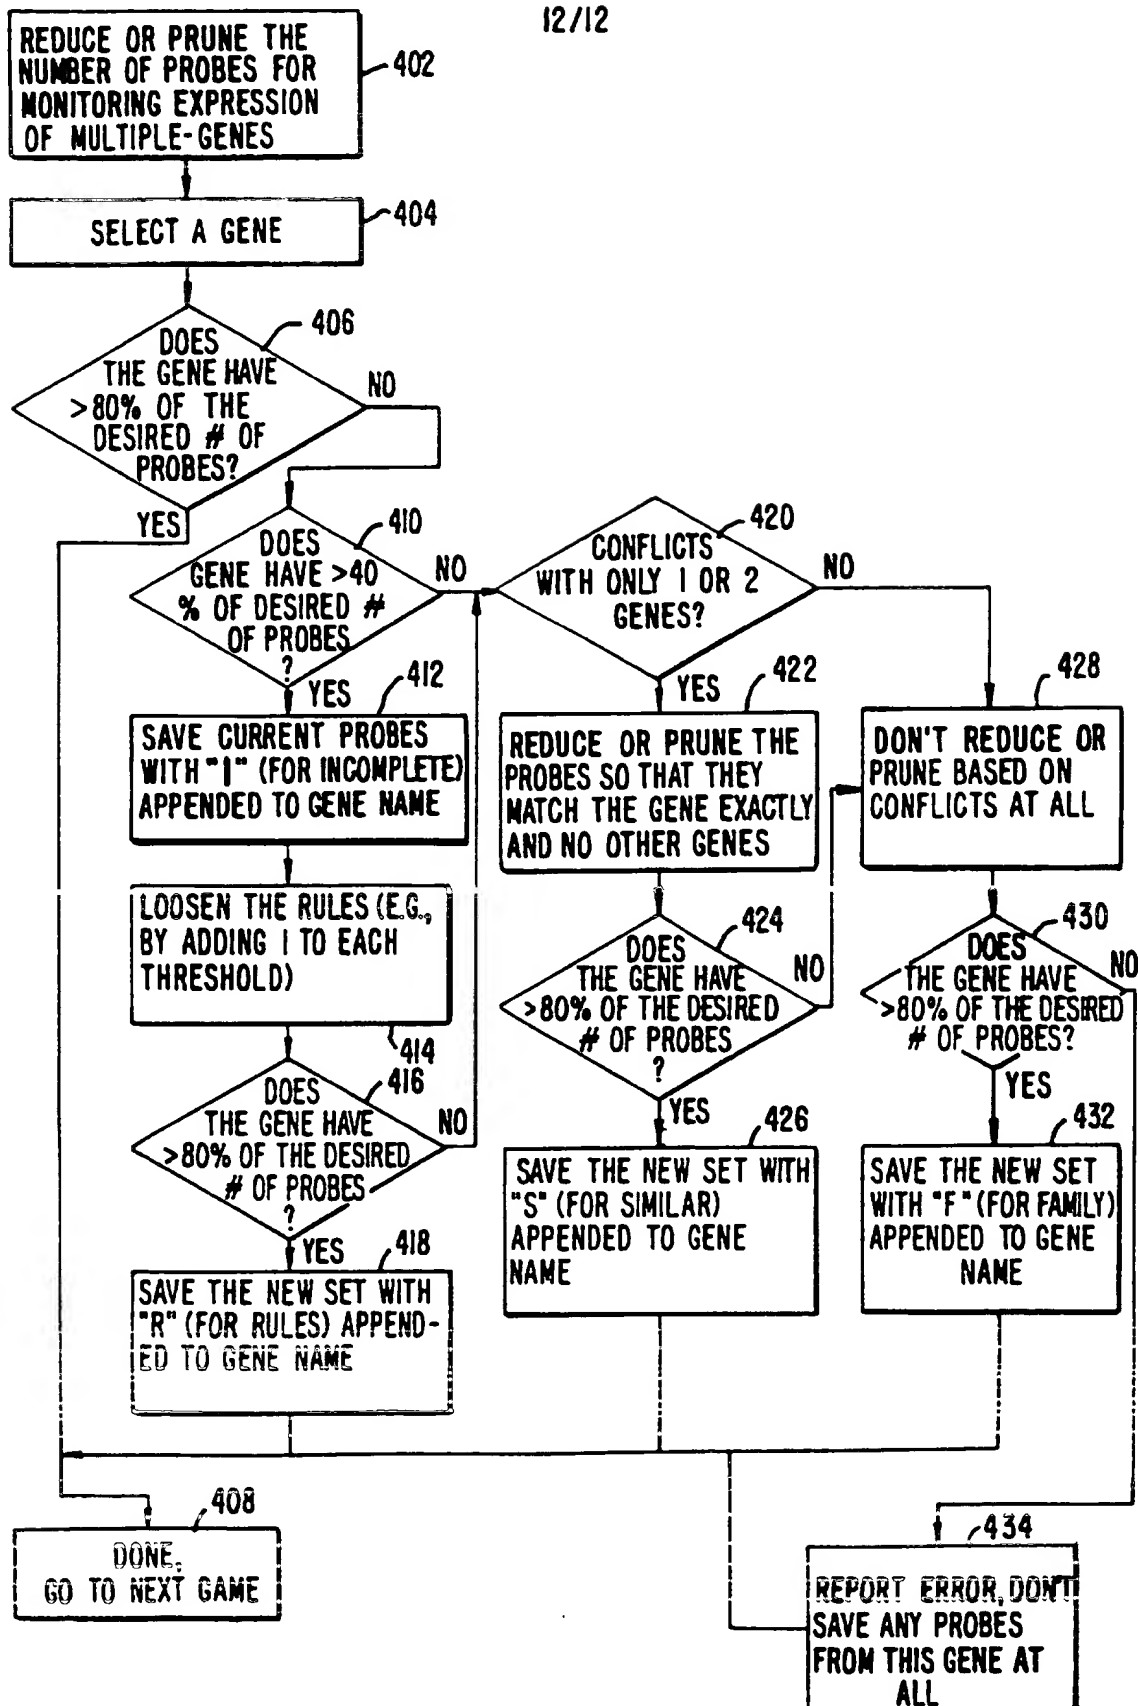 12/12
REDUCE OR PRUNE THE
NUMBER OF PROBES FOR
MONITORING EXPRESSION
OF MULTIPLE-GENES
402
SELECT A GENE
404
406
DOES
THE GENE HAVE
>80% OF THE
DESIRED # OF
PROBES?
NO
YES
410
DOES
GENE HAVE >40
% OF DESIRED #
OF PROBES
?
NO
YES
412
SAVE CURRENT PROBES
WITH "I" (FOR INCOMPLETE)
APPENDED TO GENE NAME
LOOSEN THE RULES (E.G.,
BY ADDING 1 TO EACH
THRESHOLD)
414
416
DOES
THE GENE HAVE
>80% OF THE DESIRED
# OF PROBES
?
NO
YES
418
SAVE THE NEW SET WITH
"R" (FOR RULES) APPEND-
ED TO GENE NAME
420
CONFLICTS
WITH ONLY 1 OR 2
GENES?
NO
YES
422
REDUCE OR PRUNE THE
PROBES SO THAT THEY
MATCH THE GENE EXACTLY
AND NO OTHER GENES
424
DOES
THE GENE HAVE
>80% OF THE DESIRED
# OF PROBES
?
NO
YES
426
SAVE THE NEW SET WITH
"S" (FOR SIMILAR)
APPENDED TO GENE
NAME
428
DON'T REDUCE OR
PRUNE BASED ON
CONFLICTS AT ALL
430
DOES
THE GENE HAVE
>80% OF THE DESIRED
# OF PROBES?
NO
YES
432
SAVE THE NEW SET
WITH "F" (FOR FAMILY)
APPENDED TO GENE
NAME
408
DONE,
GO TO NEXT GAME
434
REPORT ERROR, DON'T
SAVE ANY PROBES
FROM THIS GENE AT
ALL